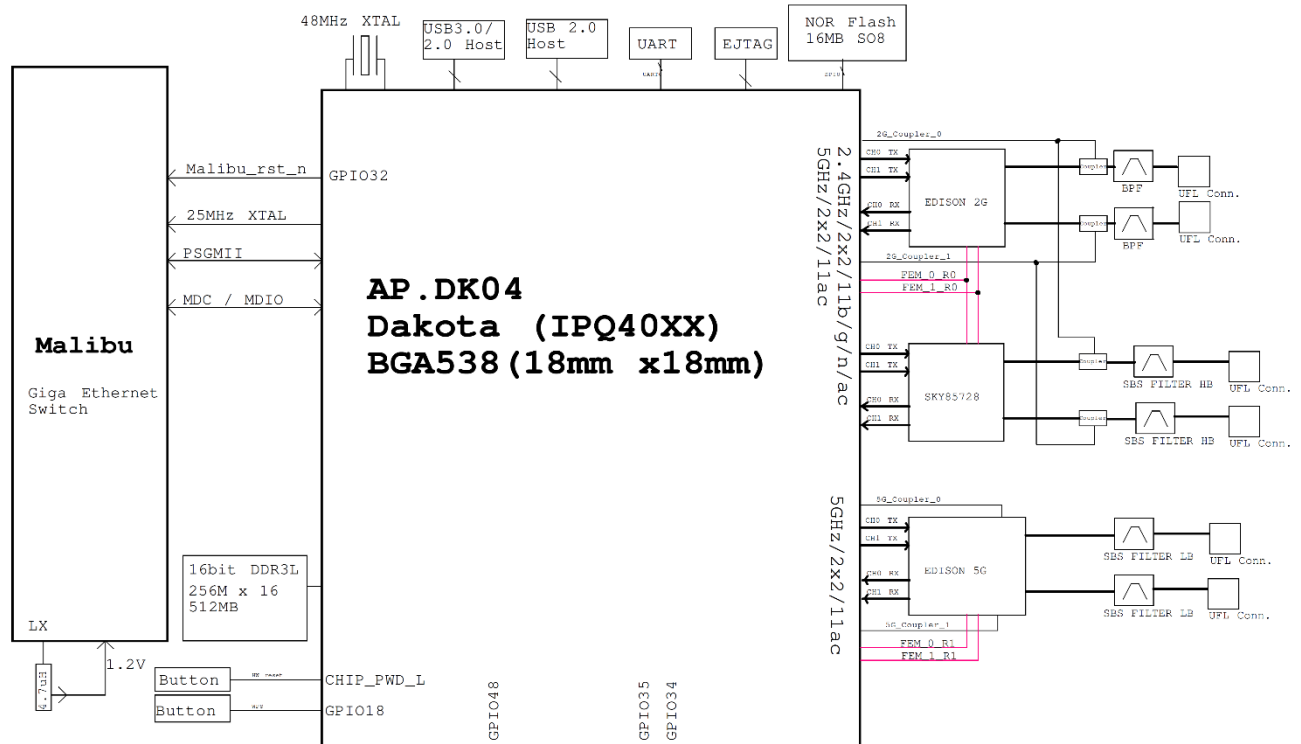 48MHz XTAL
USB3.0/
2.0 Host
USB 2.0
Host
UART
EJTAG
NOR Flash
16MB SO8
UART
Malibu_rst_n
GPIO32
25MHz XTAL
PSGMII
MDC / MDIO
Malibu
Giga Ethernet
Switch
LX
4.7uH
1.2V
AP.DK04
Dakota (IPQ40XX)
BGA538(18mm x18mm)
16bit DDR3L
256M x 16
512MB
Button
CHIP_PWD_L
Button
GPIO18
GPIO48
GPIO35
GPIO34
2.4GHz/2x2/11b/g/n/ac
5GHz/2x2/11ac
2G_Coupler_0
CH0 TX
CH1 TX
CH0 RX
CH1 RX
EDISON 2G
Coupler
BPF
UFL Conn.
Coupler
BPF
UFL Conn.
2G_Coupler_1
FEM_0_R0
FEM_1_R0
CH0 TX
CH1 TX
CH0 RX
CH1 RX
SKY85728
Coupler
SBS FILTER HB
UFL Conn.
Coupler
SBS FILTER HB
UFL Conn.
5GHz/2x2/11ac
5G_Coupler_0
CH0 TX
CH1 TX
CH0 RX
CH1 RX
EDISON 5G
SBS FILTER LB
UFL Conn.
SBS FILTER LB
UFL Conn.
5G_Coupler_1
FEM_0_R1
FEM_1_R1